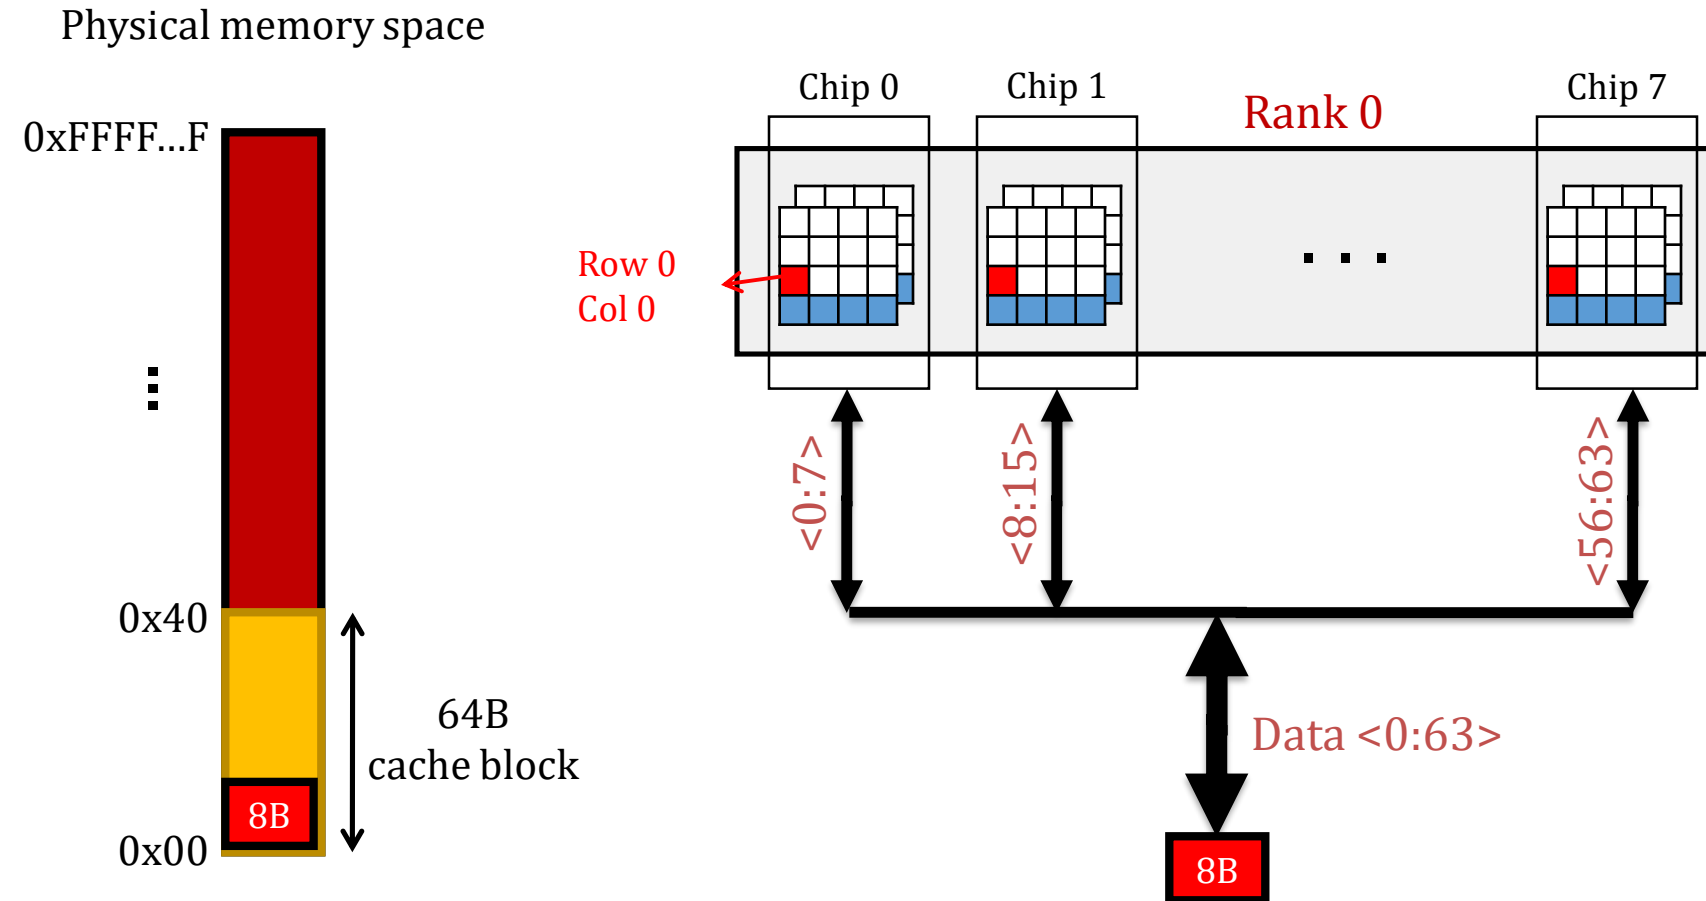 Physical memory space
0xFFFF...F
0x40
64B
cache block
8B
0x00
Chip 0
Chip 1
Rank 0
Chip 7
Row 0
Col 0
. . .
<0:7>
<8:15>
<56:63>
Data <0:63>
8B